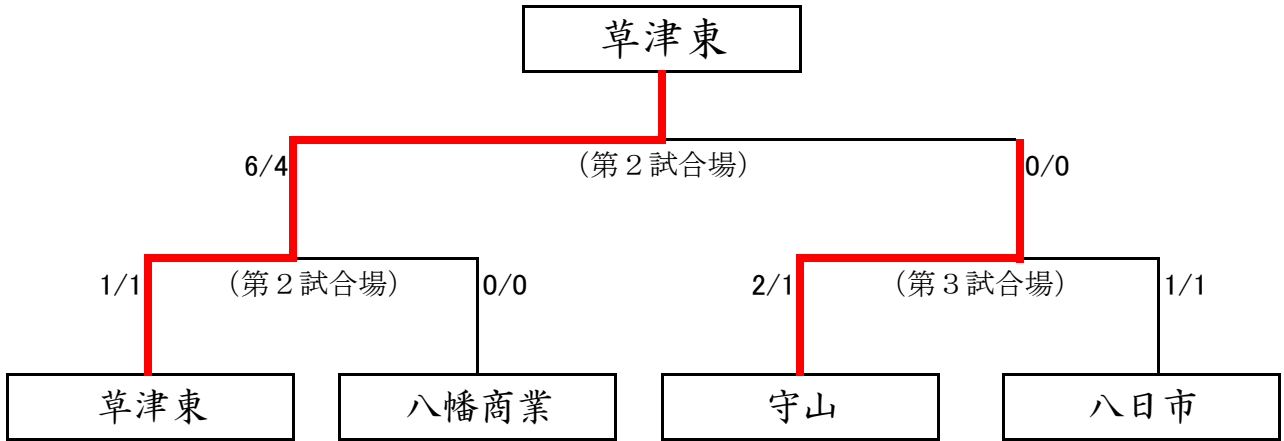 草津東
6/4 (第２試合場) 0/0
1/1 (第２試合場) 0/0 2/1 (第３試合場) 1/1
草津東 八幡商業 守山 八日市